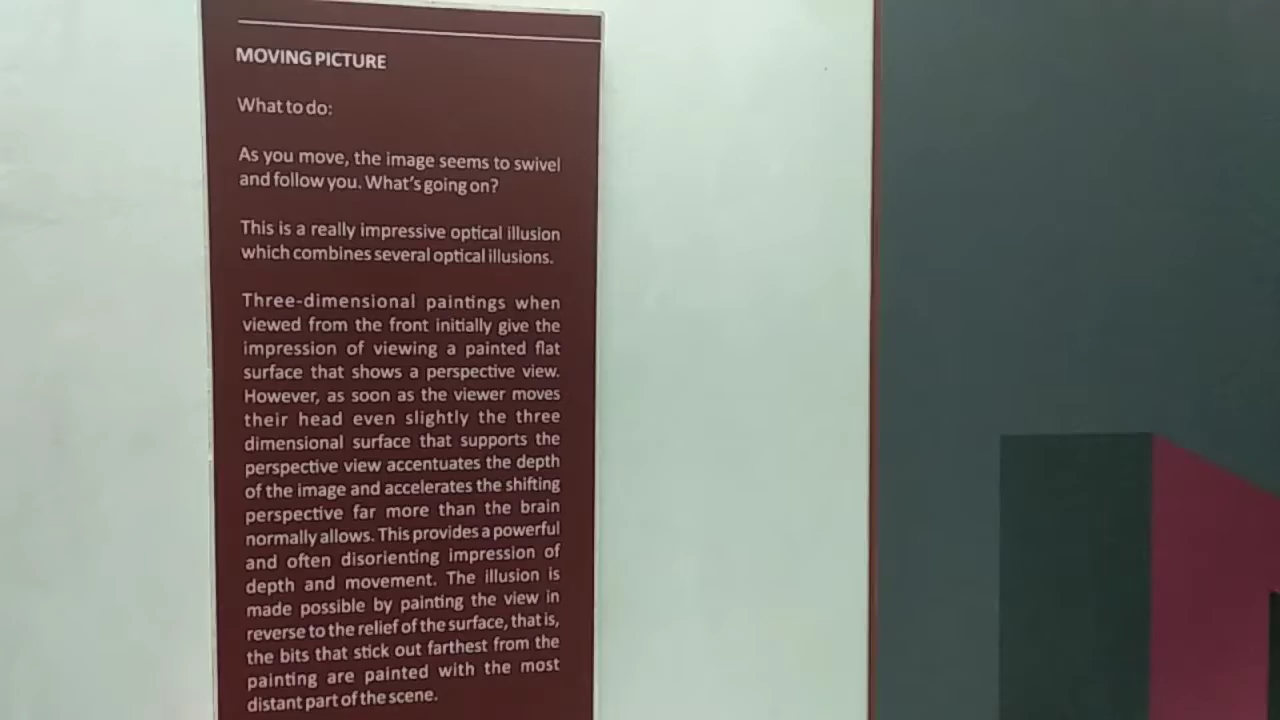 MOVING PICTURE
What to do:
As you move, the image seems to swivel
and follow you. What's going on?
This is a really impressive optical illusion
which combines several optical illusions.
Three-dimensional paintings when
viewed from the front initially give the
impression of viewing a painted flat
surface that shows a perspective view.
However, as soon as the viewer moves
their head even slightly the three
dimensional surface that supports the
perspective view accentuates the depth
of the image and accelerates the shifting
perspective far more than the brain
normally allows. This provides a powerful
and often disorienting impression of
depth and movement. The illusion is
made possible by painting the view in
reverse to the relief of the surface, that is,
the bits that stick out farthest from the
painting are painted with the most
distant part of the scene.